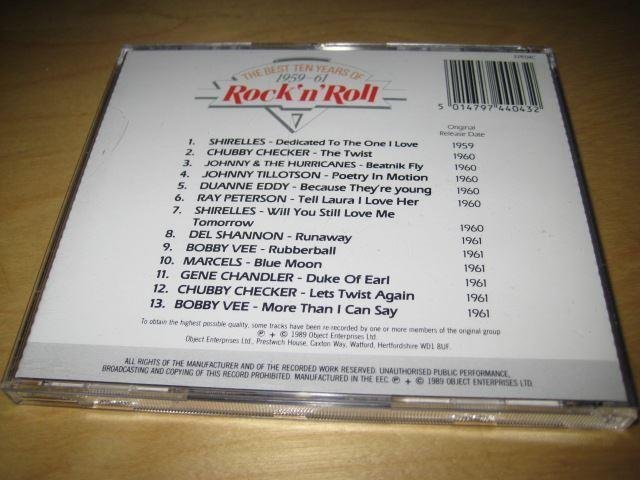 THE BEST TEN YEARS OF
1959-61
Rock 'n' Roll
7
5 014797 440432
Original
Release Date
1. SHIRELLES - Dedicated To The One I Love 1959
2. CHUBBY CHECKER - The Twist 1960
3. JOHNNY & THE HURRICANES - Beatnik Fly 1960
4. JOHNNY TILLOTSON - Poetry In Motion 1960
5. DUANNE EDDY - Because They're young 1960
6. RAY PETERSON - Tell Laura I Love Her 1960
7. SHIRELLES - Will You Still Love Me
Tomorrow 1960
8. DEL SHANNON - Runaway 1961
9. BOBBY VEE - Rubberball 1961
10. MARCELS - Blue Moon 1961
11. GENE CHANDLER - Duke Of Earl 1961
12. CHUBBY CHECKER - Lets Twist Again 1961
13. BOBBY VEE - More Than I Can Say 1961
To obtain the highest possible quality, some tracks have been re-recorded by one or more members of the original group
℗ + © 1989 Object Enterprises Ltd.
Object Enterprises Ltd., Prestwich House, Caxton Way, Watford, Hertfordshire WD1 8UF.
ALL RIGHTS OF THE MANUFACTURER AND OF THE RECORDED WORK RESERVED. UNAUTHORISED PUBLIC PERFORMANCE,
BROADCASTING AND COPYING OF THIS RECORD PROHIBITED. MANUFACTURED IN THE EEC. ℗ + © 1989 OBJECT ENTERPRISES LTD.